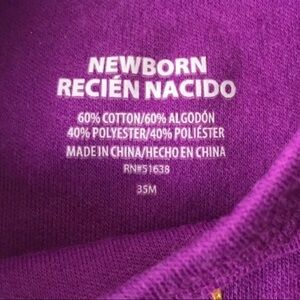 NEWBORN
RECIÉN NACIDO
60% COTTON/60% ALGODÓN
40% POLYESTER/40% POLIÉSTER
MADE IN CHINA/HECHO EN CHINA
RN#51638
35M